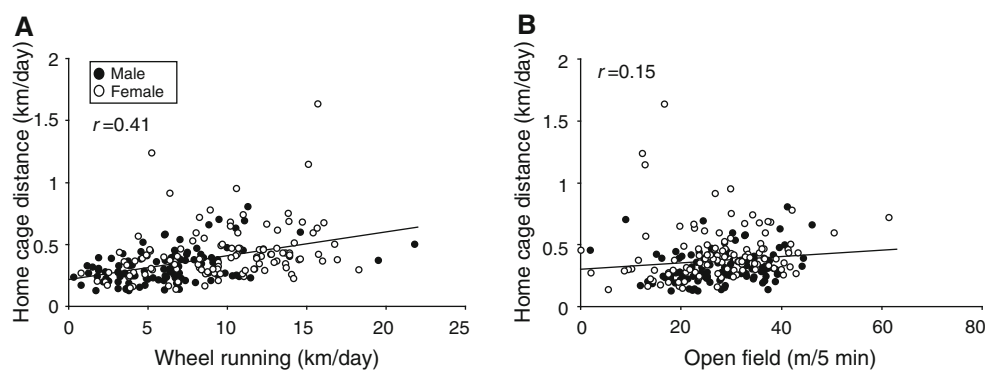 A
Home cage distance (km/day)
2
1.5
1
0.5
0
Male
Female
r=0.41
0 5 10 15 20 25
Wheel running (km/day)
B
Home cage distance (km/day)
2
1.5
1
0.5
0
r=0.15
0 20 40 60 80
Open field (m/5 min)